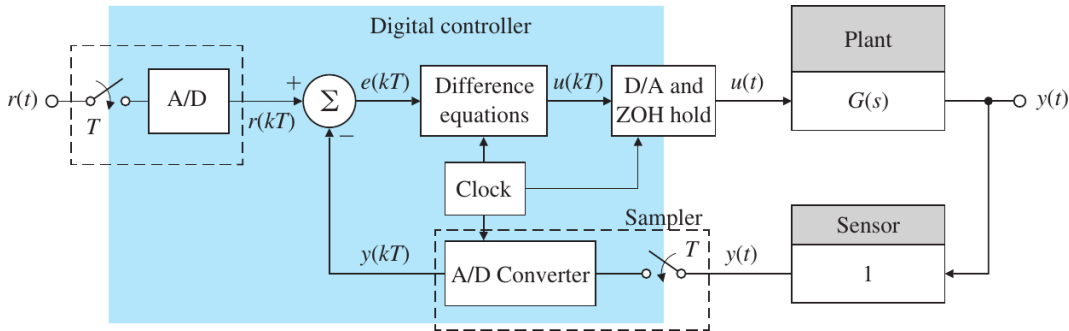 Digital controller
Plant
r(t)
T
A/D
r(kT)
+
Σ
−
e(kT)
Difference
equations
u(kT)
D/A and
ZOH hold
u(t)
G(s)
y(t)
Clock
Sampler
Sensor
y(kT)
A/D Converter
T
y(t)
1